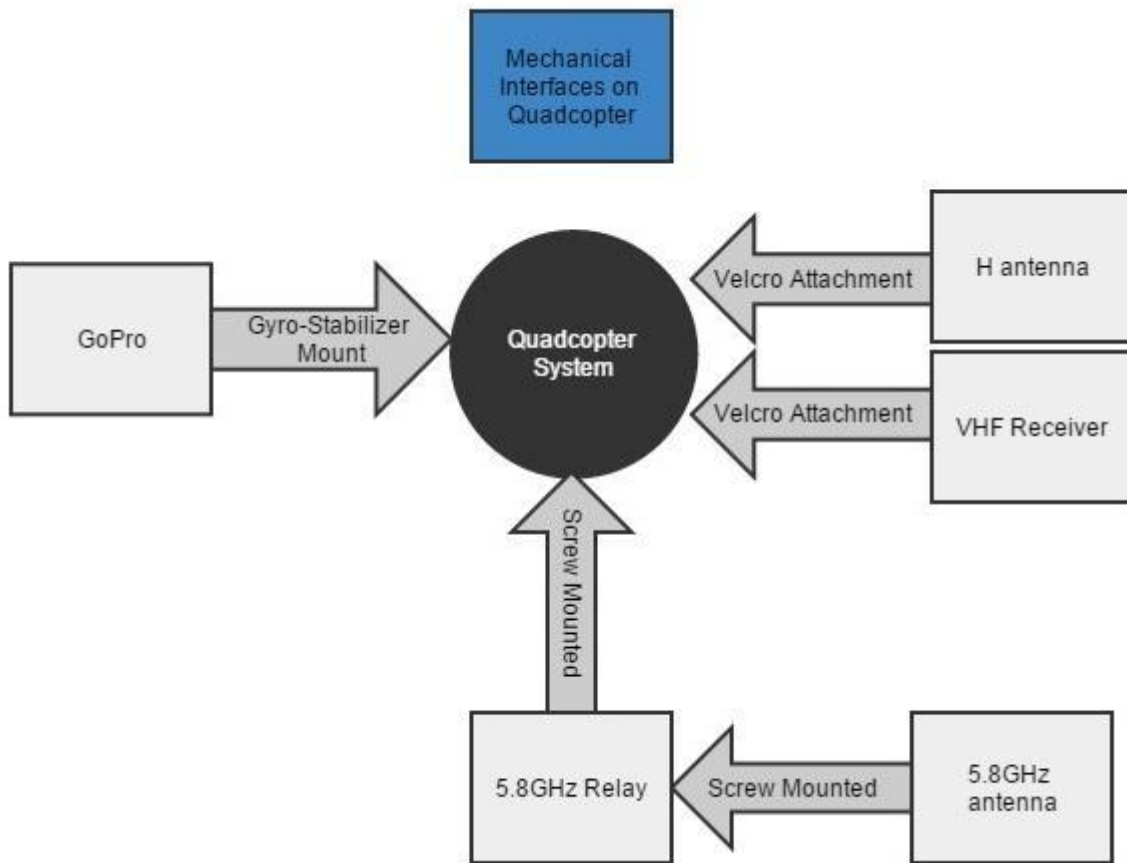 Mechanical
Interfaces on
Quadcopter
H antenna
Velcro Attachment
GoPro
Gyro-Stabilizer
Mount
Quadcopter
System
Velcro Attachment
VHF Receiver
Screw Mounted
5.8GHz Relay
Screw Mounted
5.8GHz
antenna